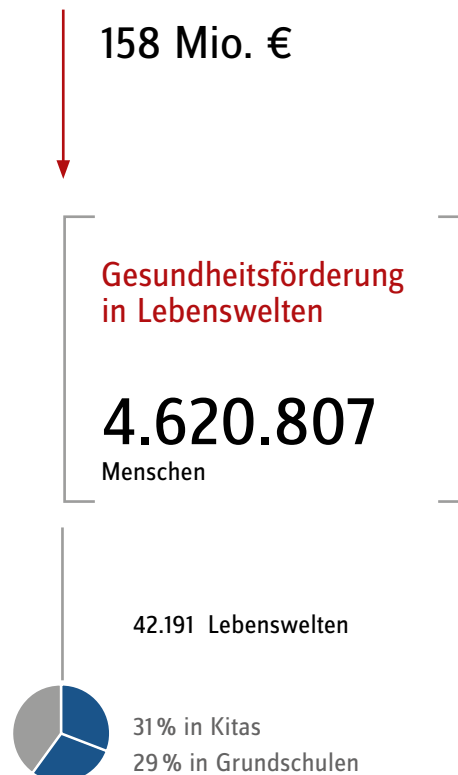 158 Mio. €
Gesundheitsförderung
in Lebenswelten
4.620.807
Menschen
42.191 Lebenswelten
31 % in Kitas
29 % in Grundschulen